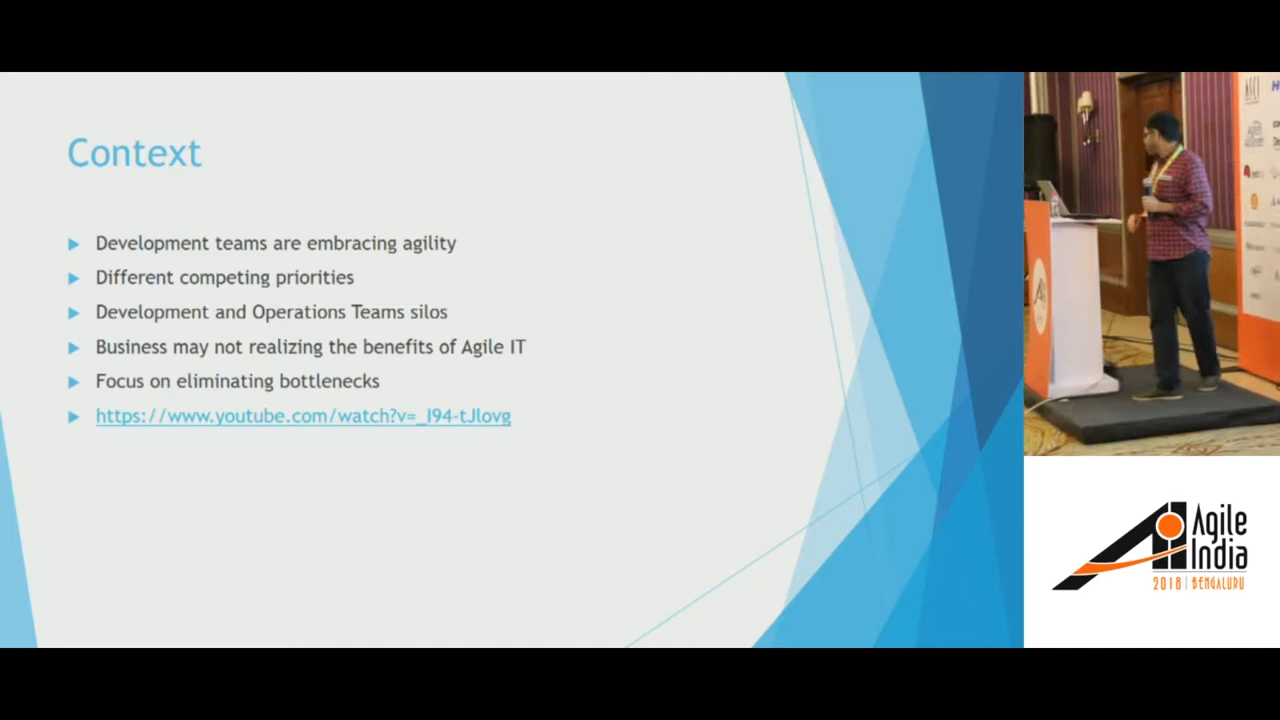 Context
Development teams are embracing agility
Different competing priorities
Development and Operations Teams silos
Business may not realizing the benefits of Agile IT
Focus on eliminating bottlenecks
https://www.youtube.com/watch?v=_I94-tJlovg
Agile
India
2018 | BENGALURU